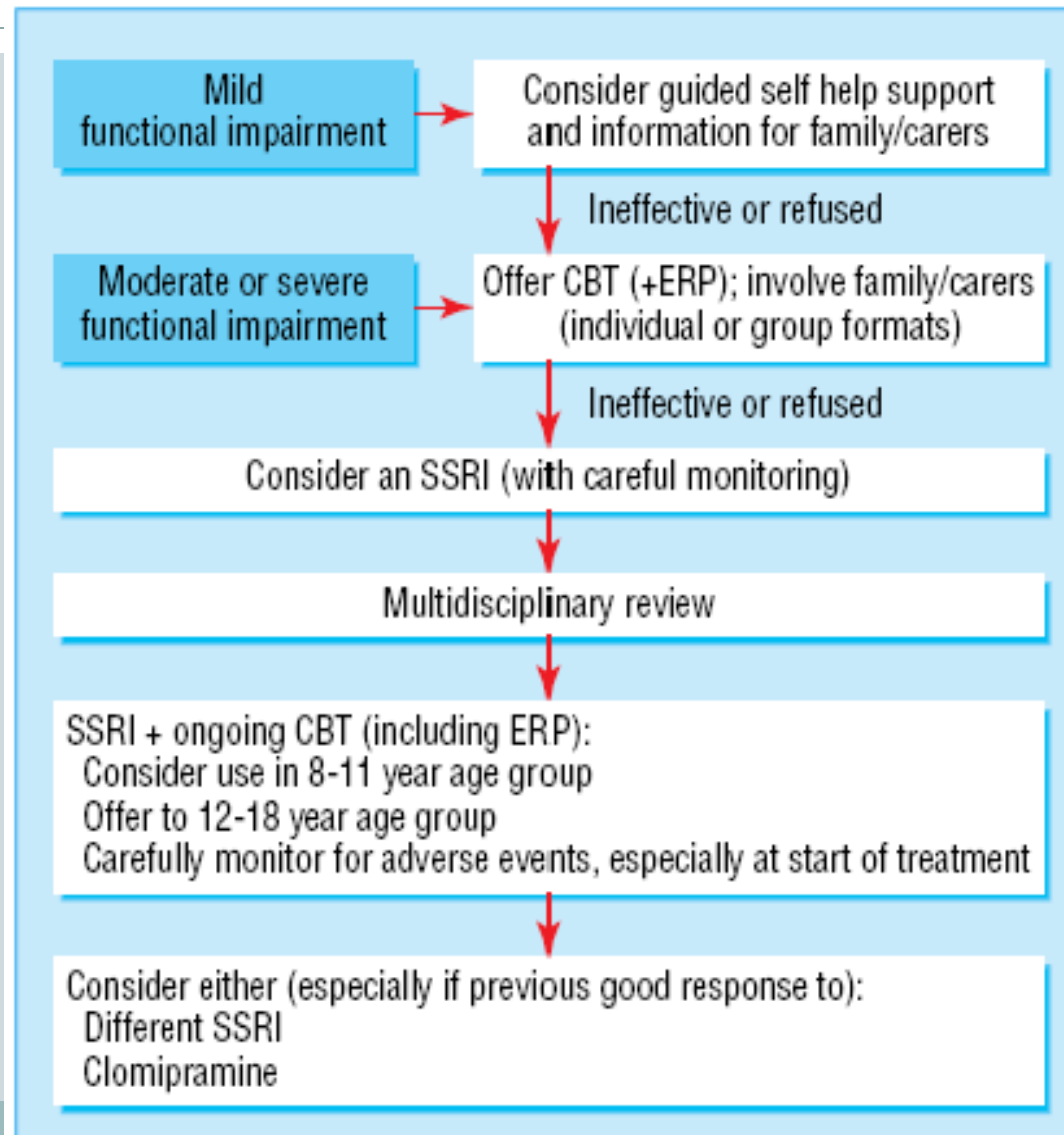 Mild
functional impairment
Consider guided self help support
and information for family/carers
Ineffective or refused
Moderate or severe
functional impairment
Offer CBT (+ERP); involve family/carers
(individual or group formats)
Ineffective or refused
Consider an SSRI (with careful monitoring)
Multidisciplinary review
SSRI + ongoing CBT (including ERP):
Consider use in 8-11 year age group
Offer to 12-18 year age group
Carefully monitor for adverse events, especially at start of treatment
Consider either (especially if previous good response to):
Different SSRI
Clomipramine